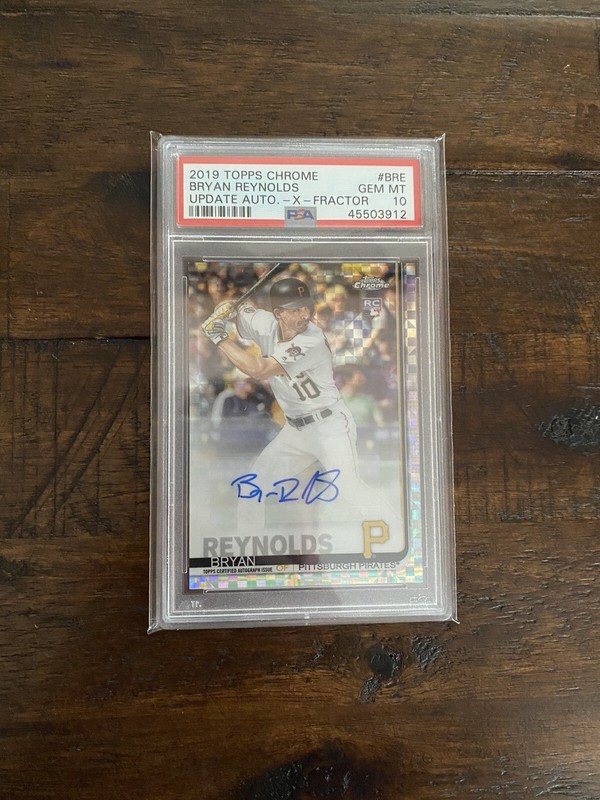 2019 TOPPS CHROME #BRE
BRYAN REYNOLDS GEM MT
UPDATE AUTO.-X-FRACTOR 10
PSA 45503912
Topps
Chrome
RC
P
10
REYNOLDS
BRYAN
P
TOPPS CERTIFIED AUTOGRAPH ISSUE OF PITTSBURGH PIRATES